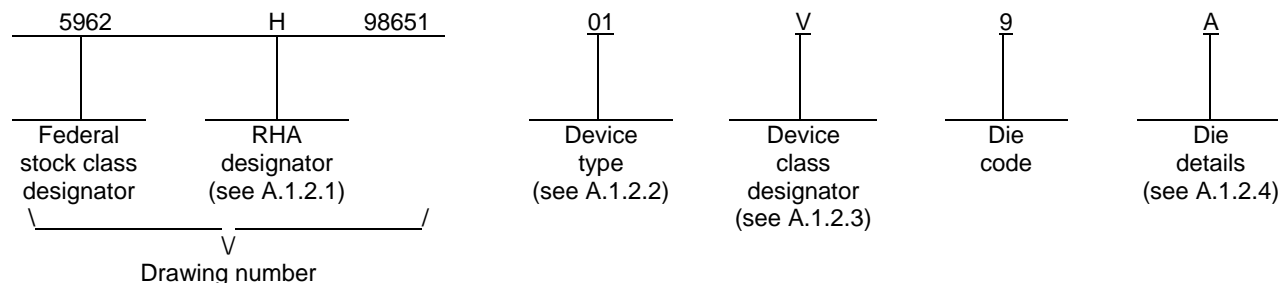 5962 H 98651 01 V 9 A
Federal stock class designator
RHA designator (see A.1.2.1)
Device type (see A.1.2.2)
Device class designator (see A.1.2.3)
Die code
Die details (see A.1.2.4)
\ /
\/
Drawing number